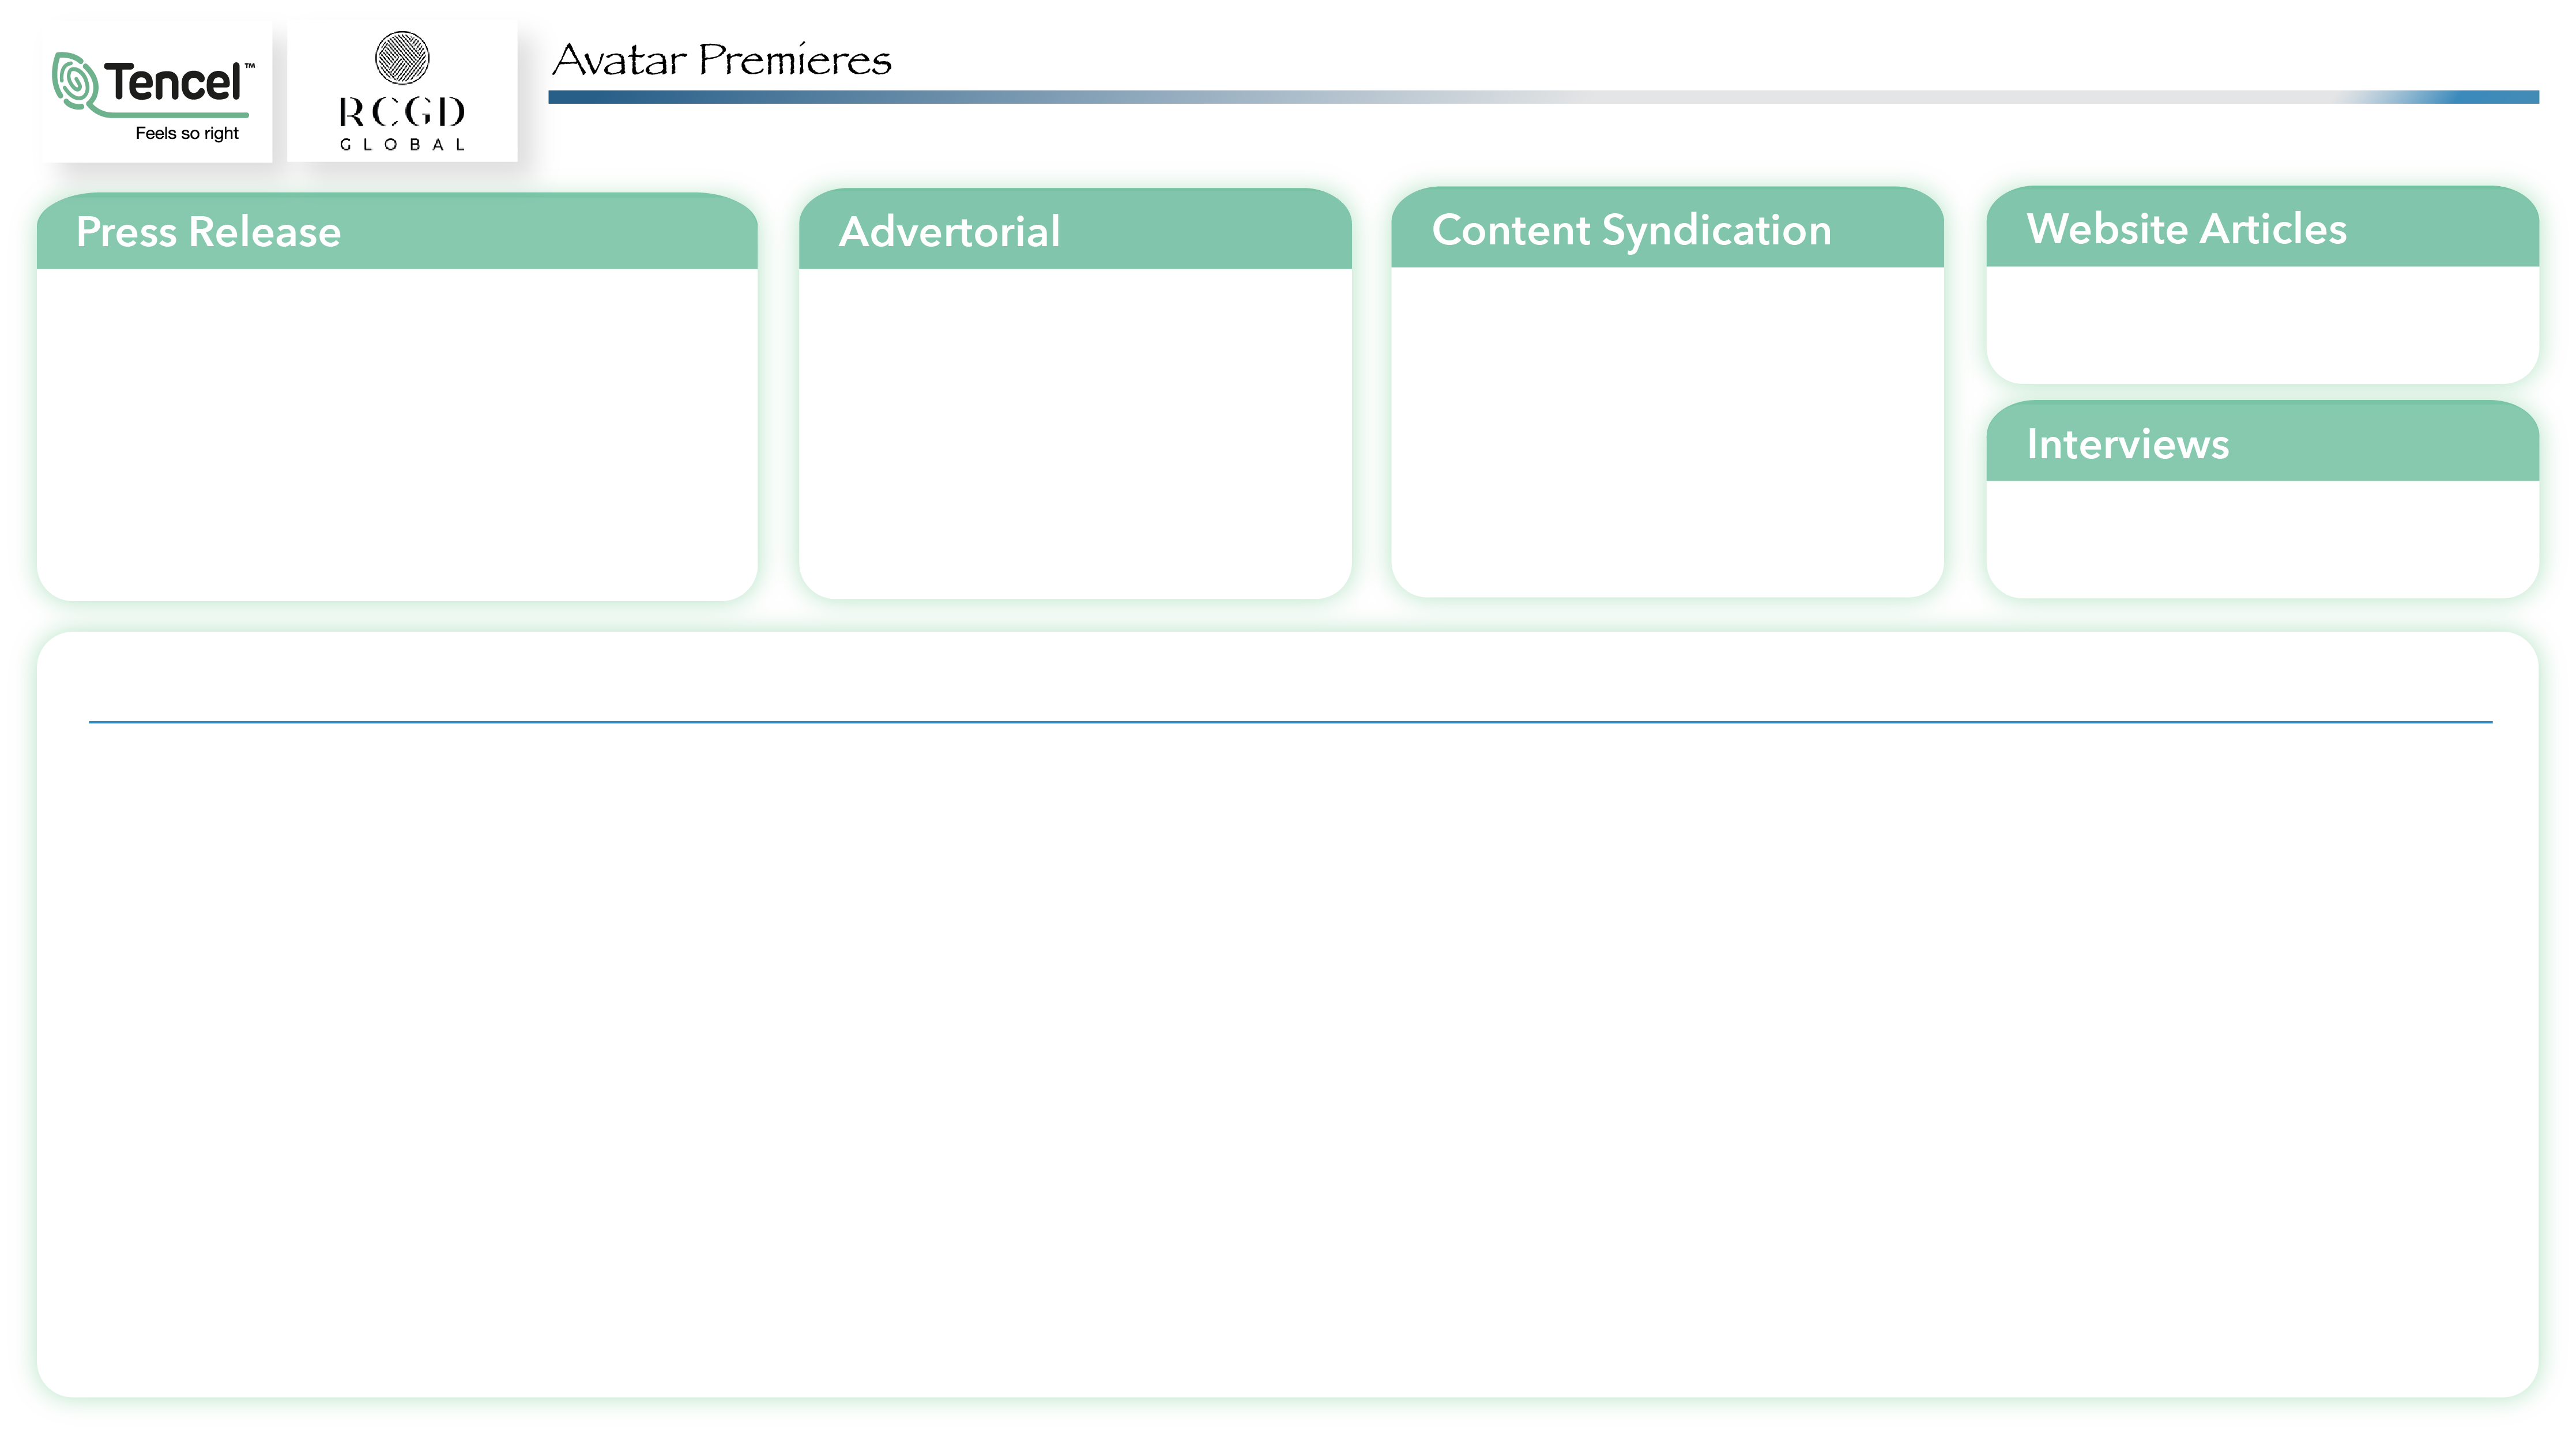 Tencel™
Feels so right
RCGD
GLOBAL
Avatar Premieres
Press Release
Advertorial
Content Syndication
Website Articles
Interviews